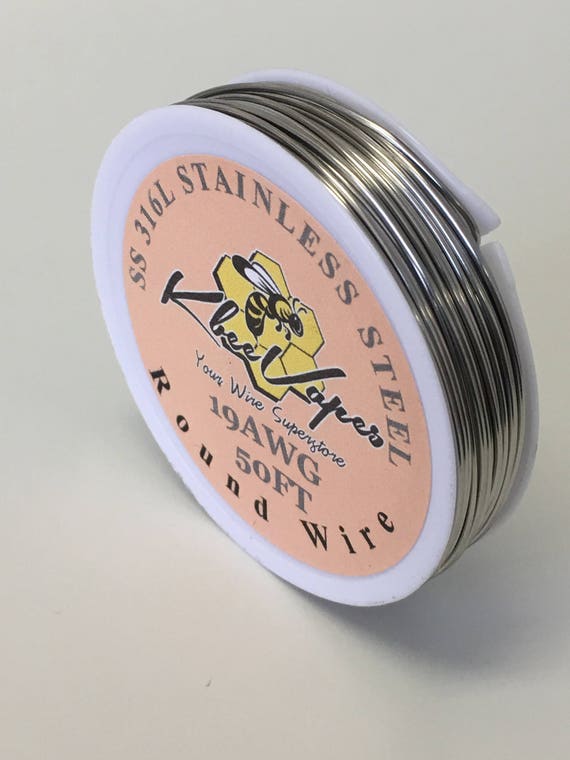 SS 316L STAINLESS STEEL
KbeeVapes
Your Wire Superstore
19AWG
50FT
Round Wire